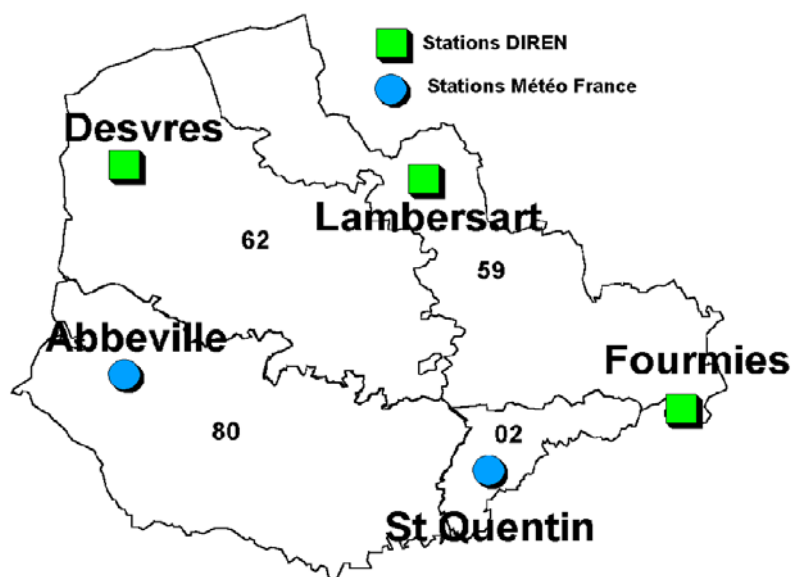 Stations DIREN
Stations Météo France
Desvres
Lambersart
62
59
Abbeville
Fourmies
80
02
St Quentin